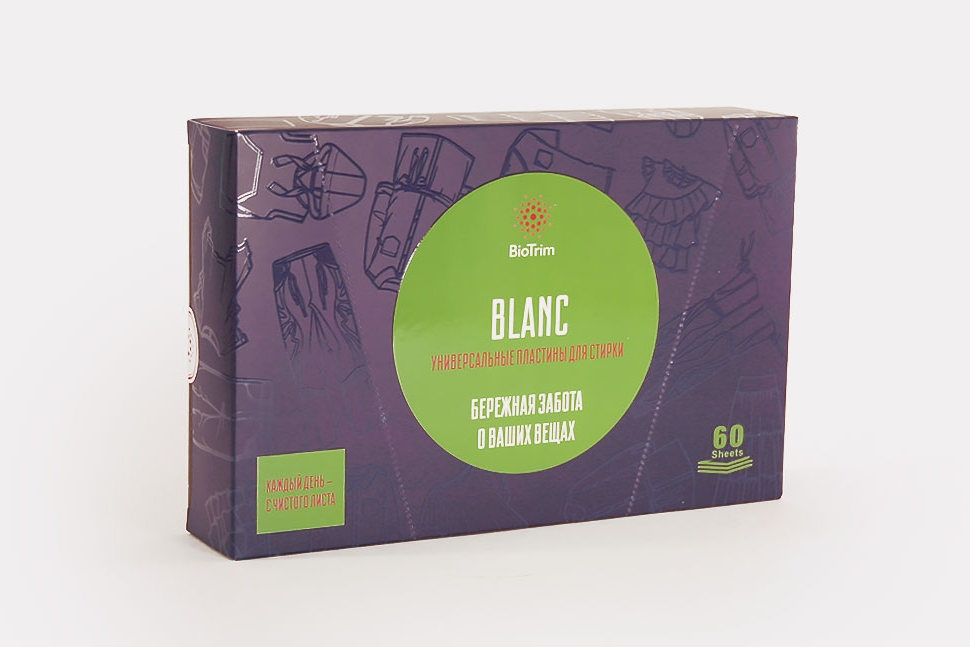 BioTrim
BLANC
УНИВЕРСАЛЬНЫЕ ПЛАСТИНЫ ДЛЯ СТИРКИ
БЕРЕЖНАЯ ЗАБОТА
О ВАШИХ ВЕЩАХ
60
Sheets
КАЖДЫЙ ДЕНЬ –
С ЧИСТОГО ЛИСТА